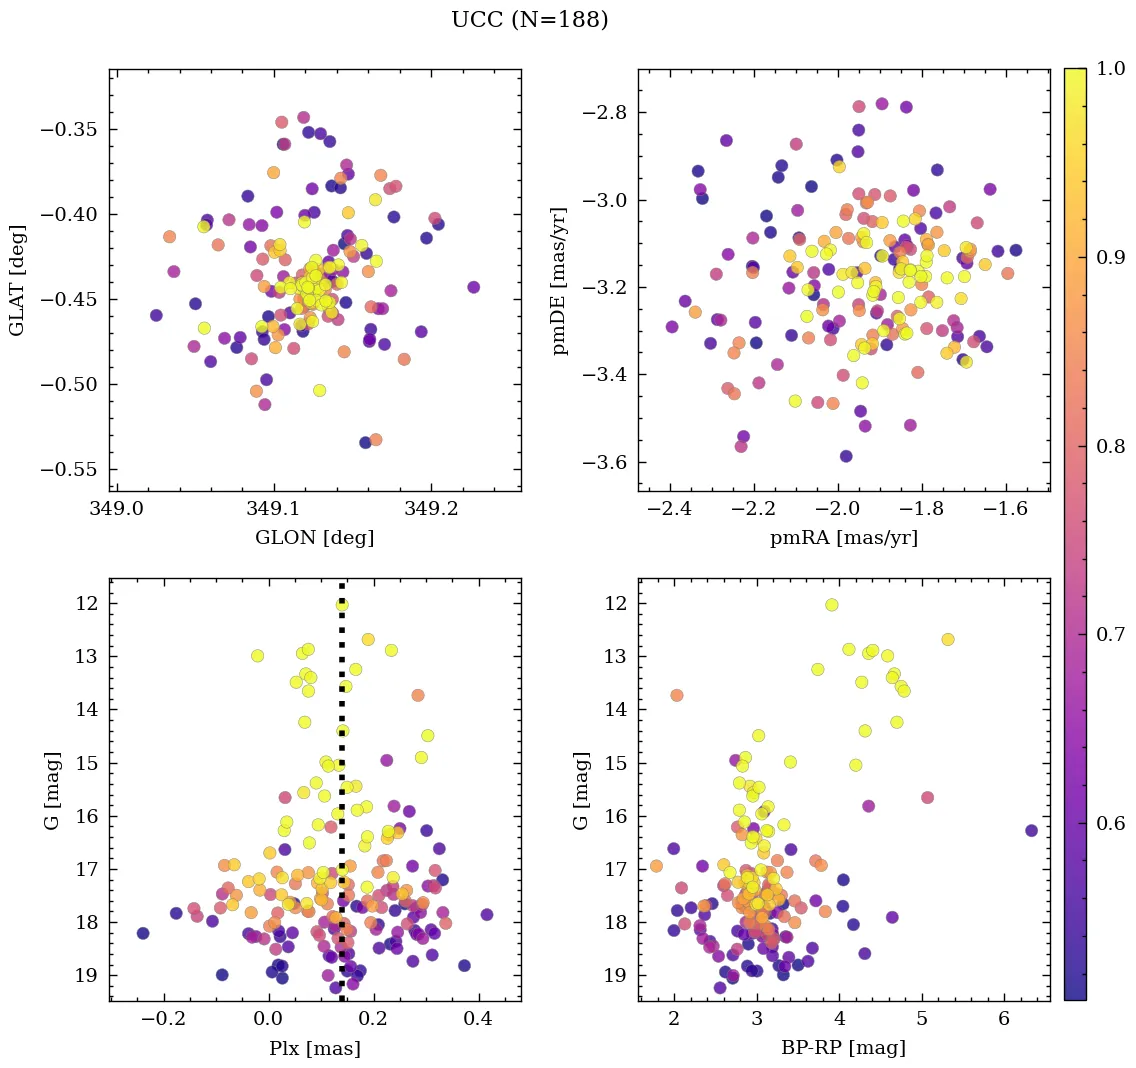 UCC (N=188)
−0.35
−0.40
−0.45
−0.50
−0.55
GLAT [deg]
349.0 349.1 349.2
GLON [deg]
−2.8
−3.0
−3.2
−3.4
−3.6
pmDE [mas/yr]
−2.4 −2.2 −2.0 −1.8 −1.6
pmRA [mas/yr]
1.0
0.9
0.8
0.7
0.6
12
13
14
15
16
17
18
19
G [mag]
−0.2 0.0 0.2 0.4
Plx [mas]
12
13
14
15
16
17
18
19
G [mag]
2 3 4 5 6
BP-RP [mag]